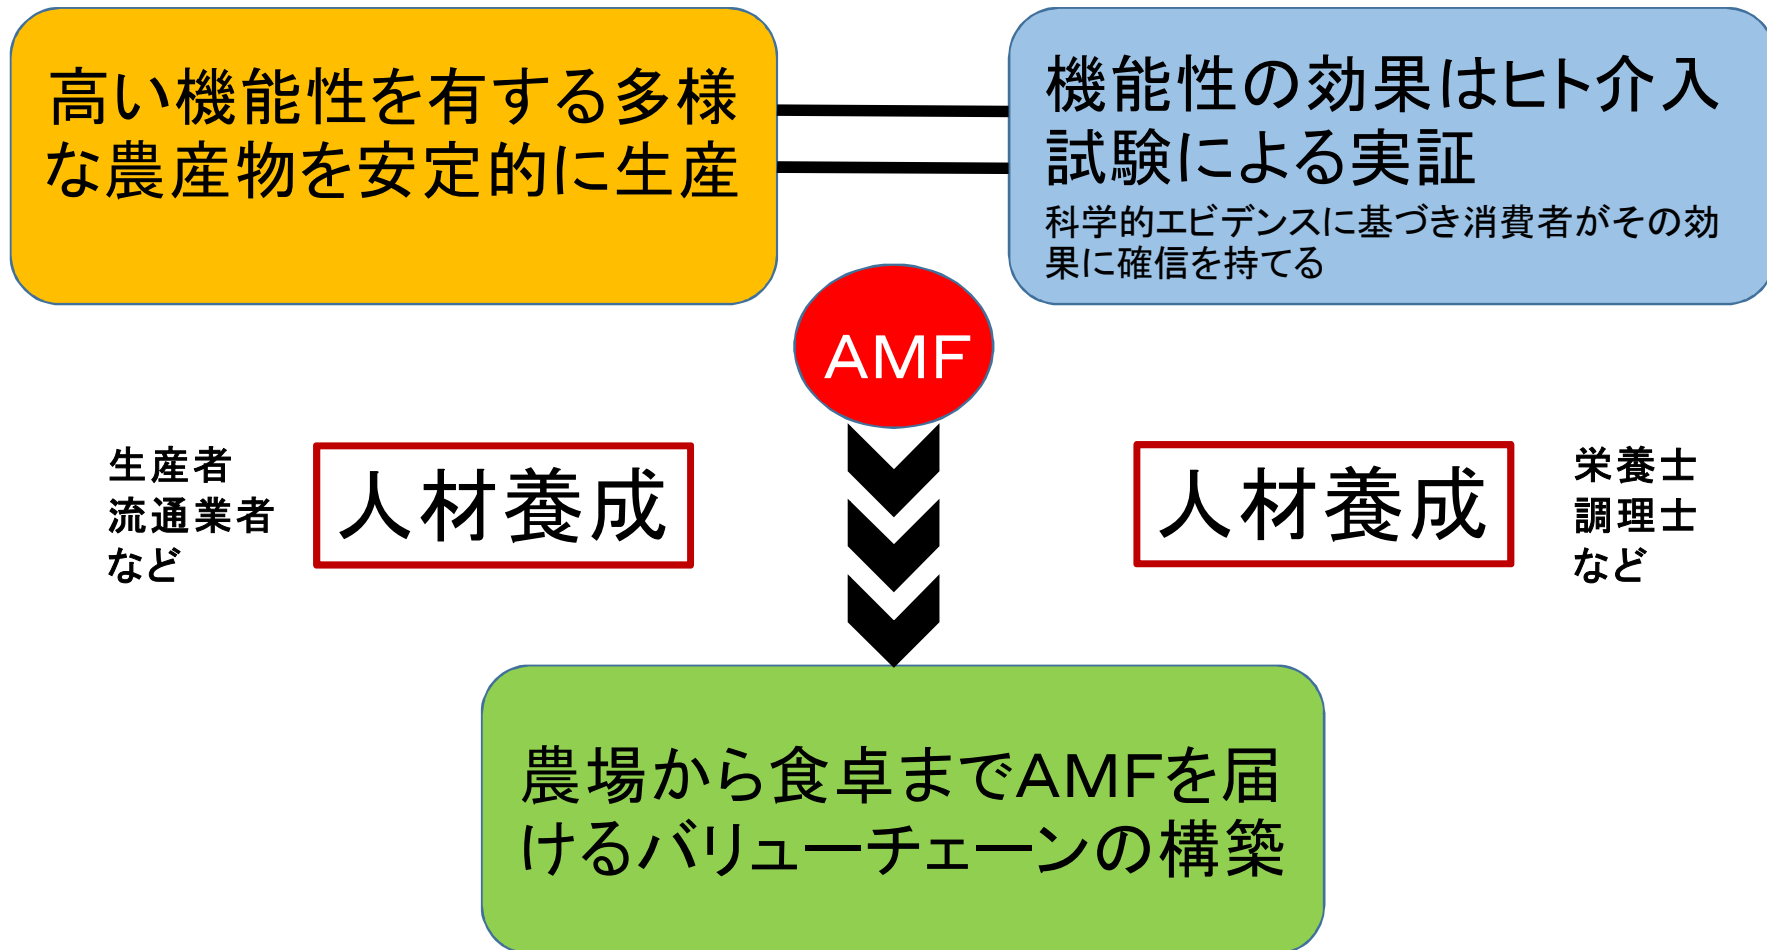 高い機能性を有する多様
な農産物を安定的に生産
機能性の効果はヒト介入
試験による実証
科学的エビデンスに基づき消費者がその効
果に確信を持てる
AMF
生産者
流通業者
など
人材養成
人材養成
栄養士
調理士
など
農場から食卓までAMFを届
けるバリューチェーンの構築